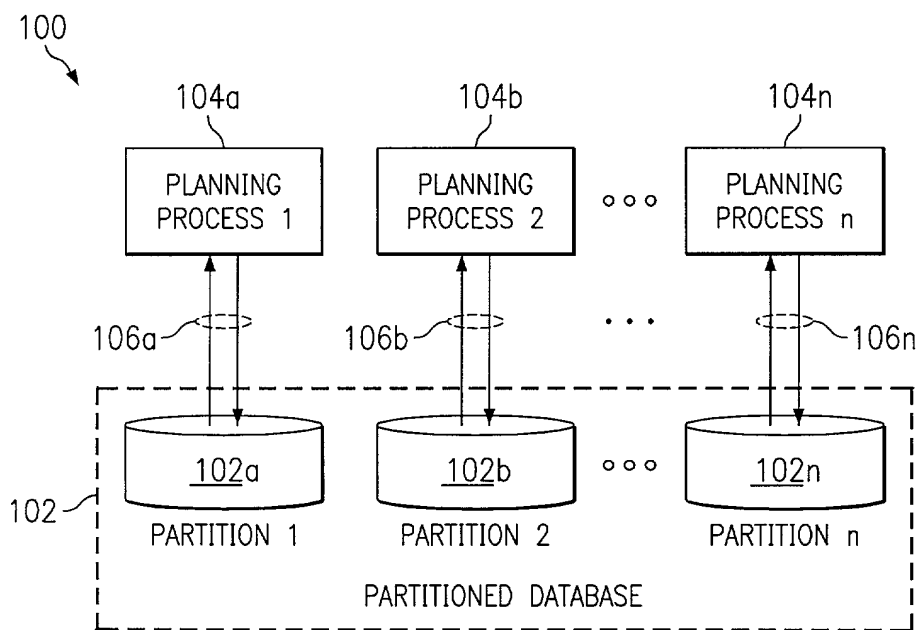 100
104a
104b
104n
PLANNING
PROCESS 1
PLANNING
PROCESS 2
PLANNING
PROCESS n
106a
106b
106n
102
102a
102b
102n
PARTITION 1
PARTITION 2
PARTITION n
PARTITIONED DATABASE